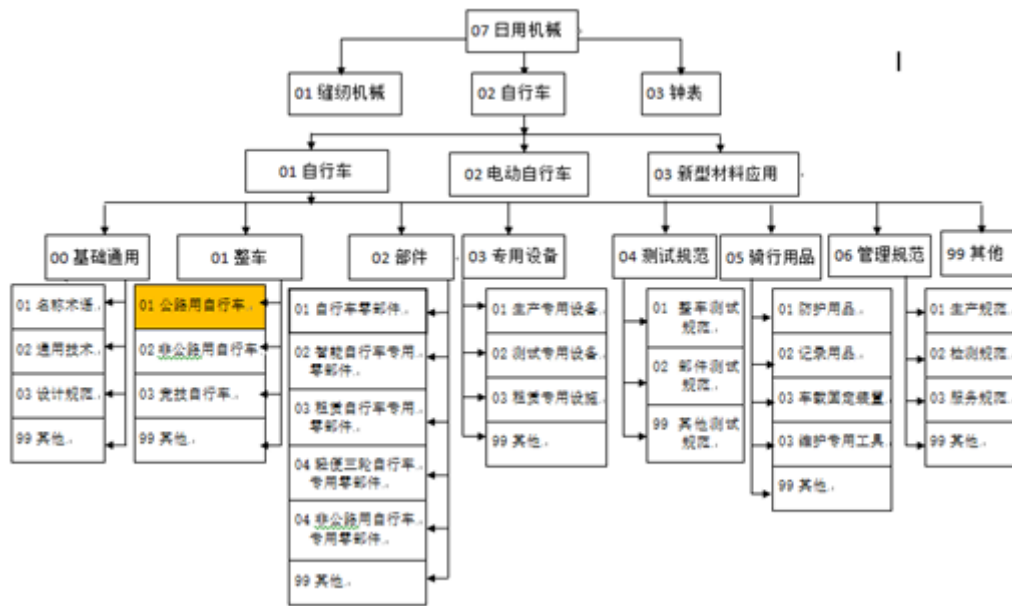 07 日用机械
01 缝纫机械
02 自行车
03 钟表
01 自行车
02 电动自行车
03 新型材料应用
00 基础通用
01 整车
02 部件
03 专用设备
04 测试规范
05 骑行用品
06 管理规范
99 其他
01 名称术语
02 通用技术
03 设计规范
99 其他
01 公路用自行车
02 非公路用自行车
03 竞技自行车
99 其他
01 自行车零部件
02 智能自行车专用
零部件
03 租赁自行车专用
零部件
04 轻便三轮自行车
专用零部件
04 非公路用自行车
专用零部件
99 其他
01 生产专用设备
02 测试专用设备
03 租赁专用设施
99 其他
01 整车测试
规范
02 部件测试
规范
99 其他测试
规范
01 防护用品
02 记录用品
03 车载固定装置
03 维护专用工具
99 其他
01 生产规范
02 检测规范
03 服务规范
99 其他